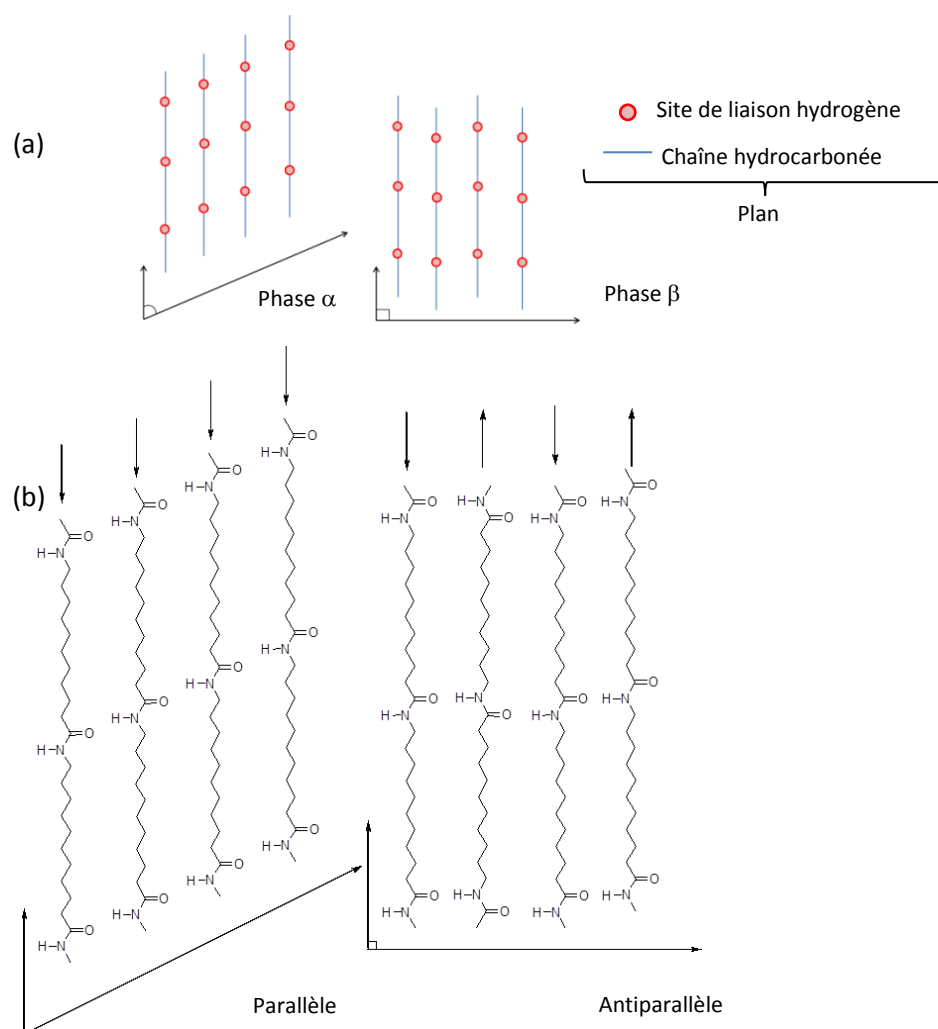 (a)
Site de liaison hydrogène
Chaîne hydrocarbonée
Plan
Phase α
Phase β
(b)
O
H-N
O
H-N
O
H-N
O
H-N
O
H-N
O
H-N
O
H-N
O
H-N
O
H-N
O
H-N
O
H-N
O
H-N
O
H-N
H-N
O
O
H-N
O
H-N
O
H-N
H-N
O
O
H-N
O
H-N
O
H-N
H-N
O
O
H-N
O
H-N
Parallèle
Antiparallèle